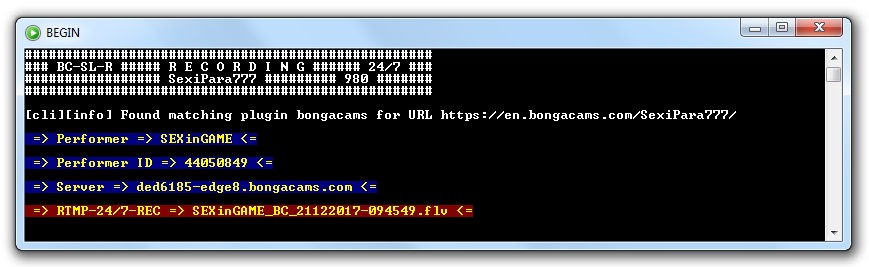 BEGIN
###################################################
### BC-SL-R ##### R E C O R D I N G ###### 24/7 ###
################# SexiPara777 ######### 980 #######
###################################################
[cli][info] Found matching plugin bongacams for URL https://en.bongacams.com/SexiPara777/
=> Performer => SEXinGAME <=
=> Performer ID => 44050849 <=
=> Server => ded6185-edge8.bongacams.com <=
=> RTMP-24/7-REC => SEXinGAME_BC_21122017-094549.flv <=